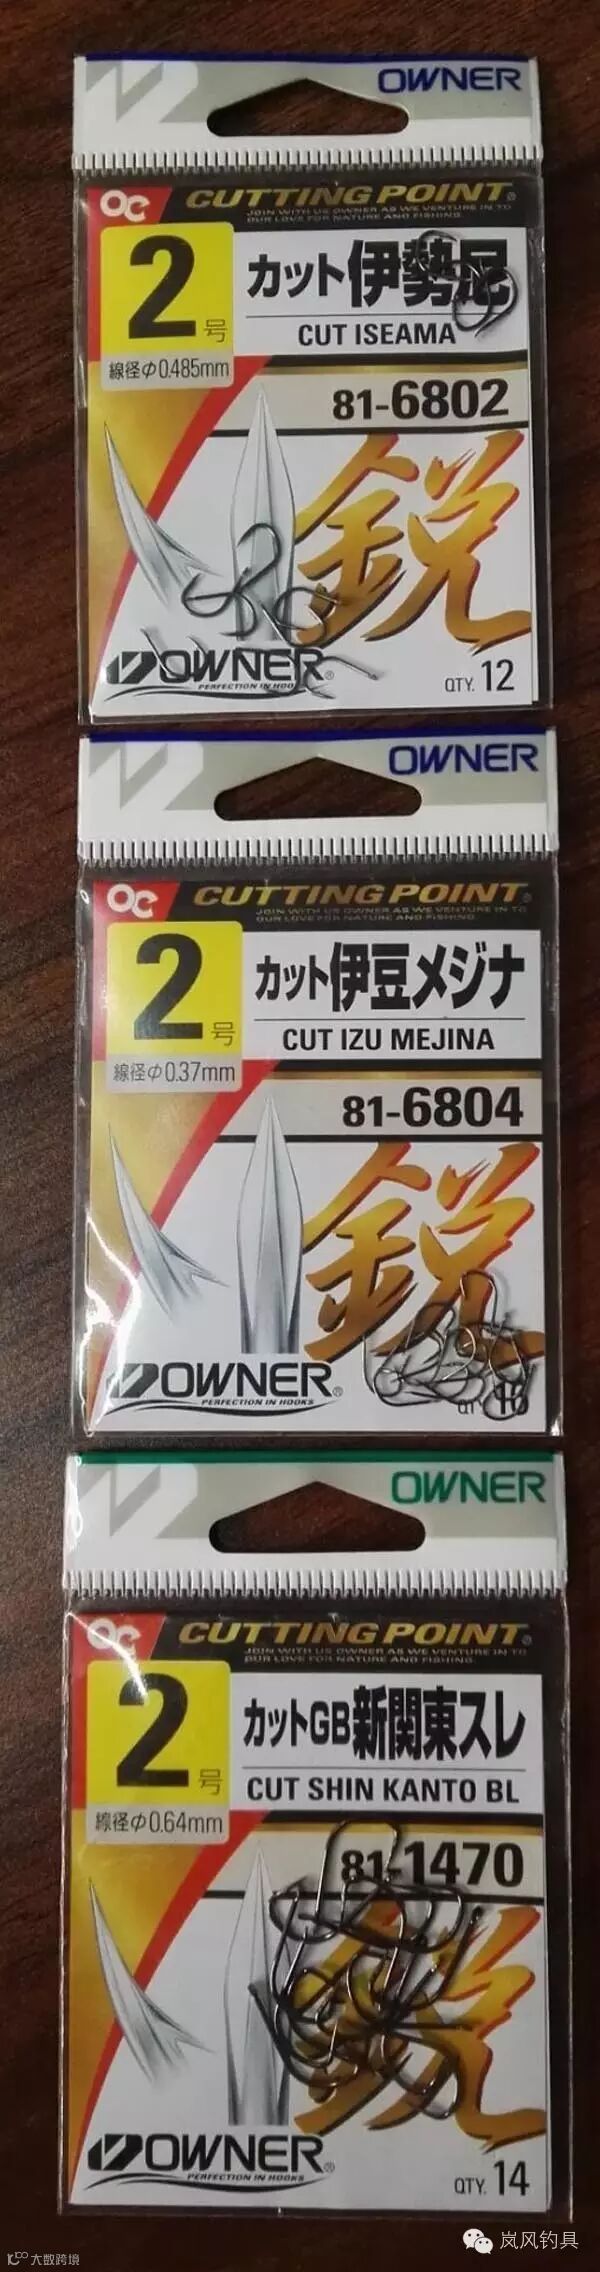 OWNER
OC CUTTING POINT®
JOIN WITH US OWNER AS WE VENTURE IN TO
OUR LOVE FOR NATURE AND FISHING.
2号
カット伊勢尼
CUT ISEAMA
線径Φ0.485mm
81-6802
鋭
OWNER®
PERFECTION IN HOOKS
QTY. 12
OWNER
OC CUTTING POINT®
JOIN WITH US OWNER AS WE VENTURE IN TO
OUR LOVE FOR NATURE AND FISHING.
2号
カット伊豆メジナ
CUT IZU MEJINA
線径Φ0.37mm
81-6804
鋭
OWNER®
PERFECTION IN HOOKS
16
OWNER
OC CUTTING POINT®
JOIN WITH US OWNER AS WE VENTURE IN TO
OUR LOVE FOR NATURE AND FISHING.
2号
カットGB新関東スレ
CUT SHIN KANTO BL
線径Φ0.64mm
81-1470
鋭
OWNER®
PERFECTION IN HOOKS
QTY. 14
岚风钓具
大数跨境